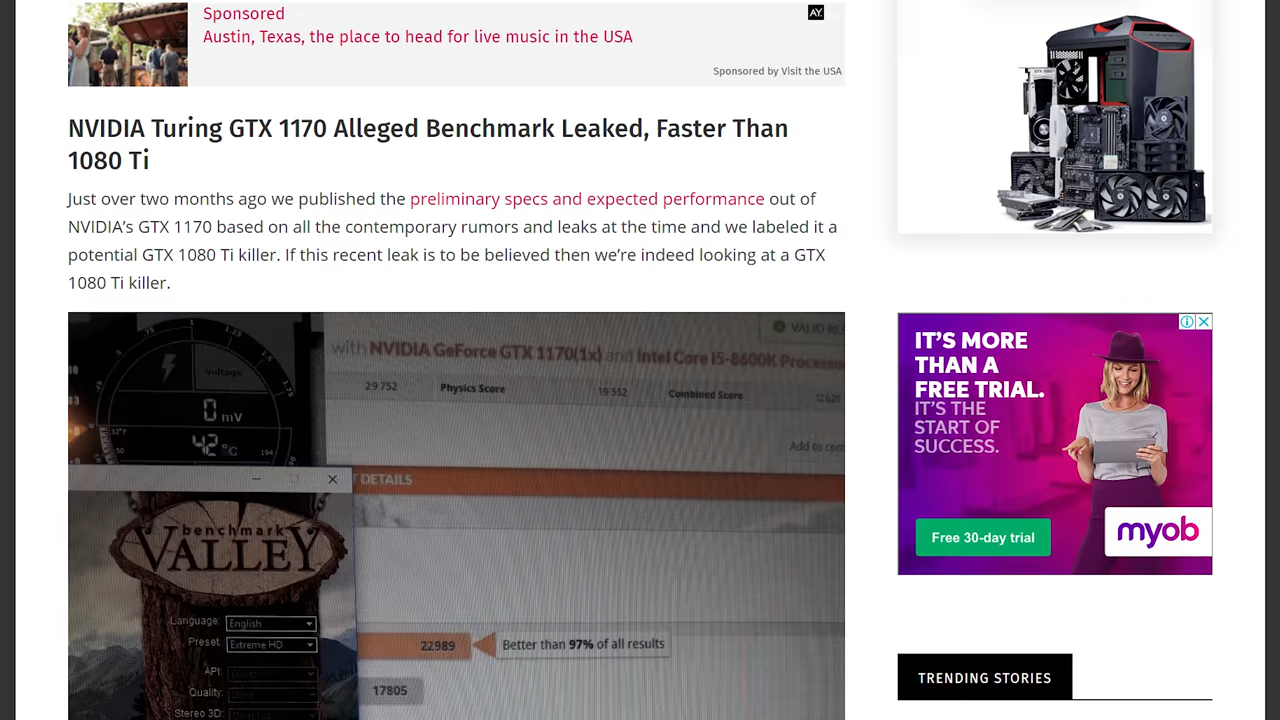 Sponsored
Austin, Texas, the place to head for live music in the USA
Sponsored by Visit the USA
NVIDIA Turing GTX 1170 Alleged Benchmark Leaked, Faster Than
1080 Ti
Just over two months ago we published the preliminary specs and expected performance out of
NVIDIA’s GTX 1170 based on all the contemporary rumors and leaks at the time and we labeled it a
potential GTX 1080 Ti killer. If this recent leak is to be believed then we’re indeed looking at a GTX
1080 Ti killer.
.75 1 1.25
Voltage
0 mV
42 °C
32°F
50
194
VALID RE
with NVIDIA GeForce GTX 1170(1x) and Intel Core i5-8600K Processo
29 752 Physics Score 19 552 Combined Score 12 620
Add to com
T DETAILS
benchmark
VALLEY
Language: English
Preset: Extreme HD
API:
Quality:
Stereo 3D:
22989 Better than 97% of all results
17805
IT’S MORE
THAN A
FREE TRIAL.
IT’S THE
START OF
SUCCESS.
Free 30-day trial
myob
TRENDING STORIES